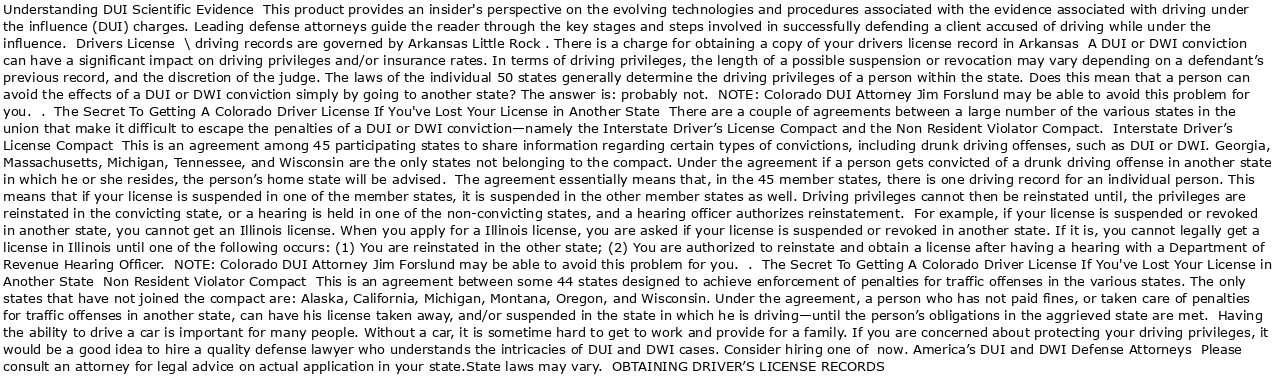 Understanding DUI Scientific Evidence  This product provides an insider's perspective on the evolving technologies and procedures associated with the evidence associated with driving under
the influence (DUI) charges. Leading defense attorneys guide the reader through the key stages and steps involved in successfully defending a client accused of driving while under the
influence.  Drivers License  \ driving records are governed by Arkansas Little Rock . There is a charge for obtaining a copy of your drivers license record in Arkansas  A DUI or DWI conviction
can have a significant impact on driving privileges and/or insurance rates. In terms of driving privileges, the length of a possible suspension or revocation may vary depending on a defendant’s
previous record, and the discretion of the judge. The laws of the individual 50 states generally determine the driving privileges of a person within the state. Does this mean that a person can
avoid the effects of a DUI or DWI conviction simply by going to another state? The answer is: probably not.  NOTE: Colorado DUI Attorney Jim Forslund may be able to avoid this problem for
you.  .  The Secret To Getting A Colorado Driver License If You've Lost Your License in Another State  There are a couple of agreements between a large number of the various states in the
union that make it difficult to escape the penalties of a DUI or DWI conviction—namely the Interstate Driver’s License Compact and the Non Resident Violator Compact.  Interstate Driver’s
License Compact  This is an agreement among 45 participating states to share information regarding certain types of convictions, including drunk driving offenses, such as DUI or DWI. Georgia,
Massachusetts, Michigan, Tennessee, and Wisconsin are the only states not belonging to the compact. Under the agreement if a person gets convicted of a drunk driving offense in another state
in which he or she resides, the person’s home state will be advised.  The agreement essentially means that, in the 45 member states, there is one driving record for an individual person. This
means that if your license is suspended in one of the member states, it is suspended in the other member states as well. Driving privileges cannot then be reinstated until, the privileges are
reinstated in the convicting state, or a hearing is held in one of the non-convicting states, and a hearing officer authorizes reinstatement.  For example, if your license is suspended or revoked
in another state, you cannot get an Illinois license. When you apply for a Illinois license, you are asked if your license is suspended or revoked in another state. If it is, you cannot legally get a
license in Illinois until one of the following occurs: (1) You are reinstated in the other state; (2) You are authorized to reinstate and obtain a license after having a hearing with a Department of
Revenue Hearing Officer.  NOTE: Colorado DUI Attorney Jim Forslund may be able to avoid this problem for you.  .  The Secret To Getting A Colorado Driver License If You've Lost Your License in
Another State  Non Resident Violator Compact  This is an agreement between some 44 states designed to achieve enforcement of penalties for traffic offenses in the various states. The only
states that have not joined the compact are: Alaska, California, Michigan, Montana, Oregon, and Wisconsin. Under the agreement, a person who has not paid fines, or taken care of penalties
for traffic offenses in another state, can have his license taken away, and/or suspended in the state in which he is driving—until the person’s obligations in the aggrieved state are met.  Having
the ability to drive a car is important for many people. Without a car, it is sometime hard to get to work and provide for a family. If you are concerned about protecting your driving privileges, it
would be a good idea to hire a quality defense lawyer who understands the intricacies of DUI and DWI cases. Consider hiring one of  now. America’s DUI and DWI Defense Attorneys  Please
consult an attorney for legal advice on actual application in your state.State laws may vary.  OBTAINING DRIVER’S LICENSE RECORDS